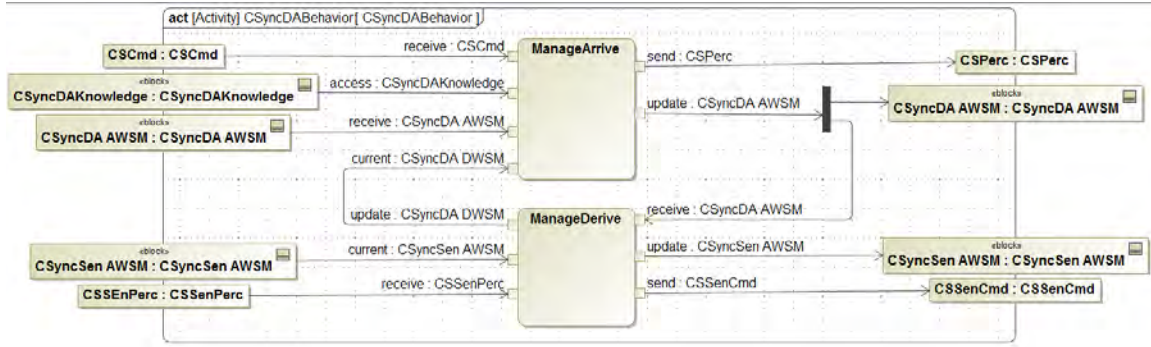 act [Activity] CSyncDABehavior[ CSyncDABehavior ]
CSCmd : CSCmd
receive : CSCmd
ManageArrive
send : CSPerc
CSPerc : CSPerc
«block»
CSyncDAKnowledge : CSyncDAKnowledge
access : CSyncDAKnowledge
update : CSyncDA AWSM
«block»
CSyncDA AWSM : CSyncDA AWSM
«block»
CSyncDA AWSM : CSyncDA AWSM
receive : CSyncDA AWSM
current : CSyncDA DWSM
update : CSyncDA DWSM
ManageDerive
receive : CSyncDA AWSM
«block»
CSyncSen AWSM : CSyncSen AWSM
current : CSyncSen AWSM
update : CSyncSen AWSM
«block»
CSyncSen AWSM : CSyncSen AWSM
CSSEnPerc : CSSenPerc
receive : CSSenPerc
send : CSSenCmd
CSSenCmd : CSSenCmd